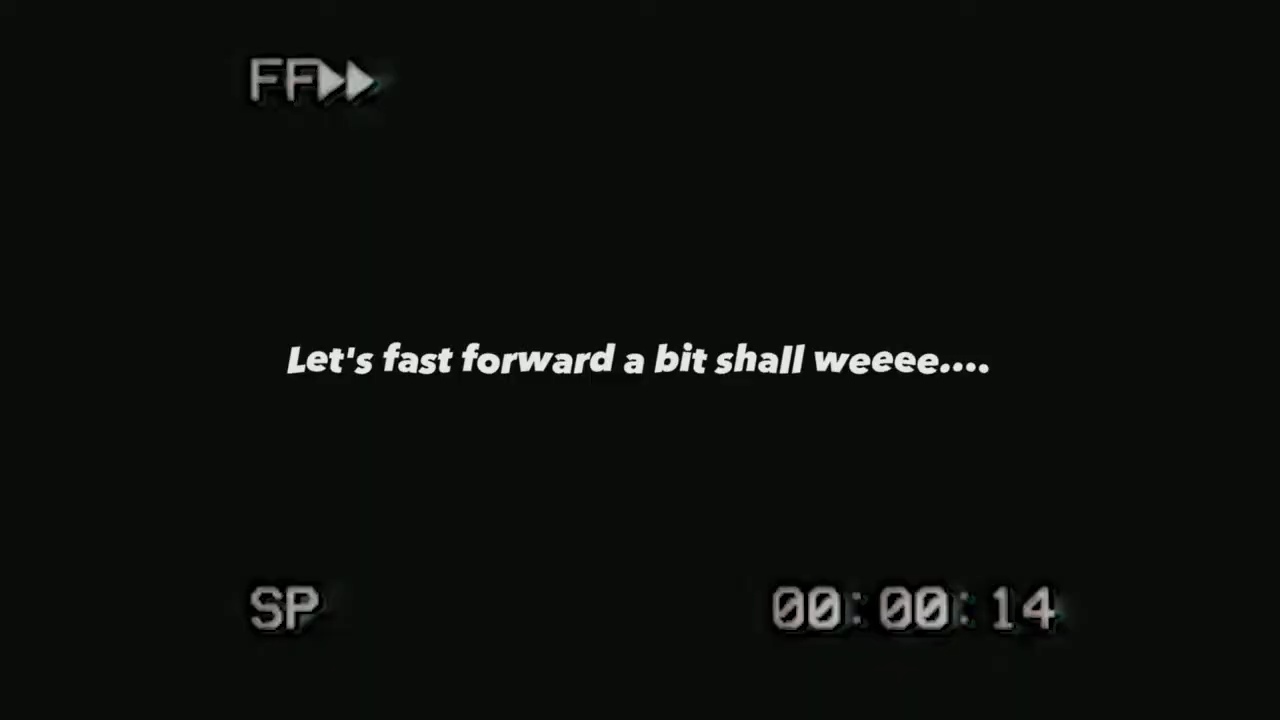 FF▶▶
Let's fast forward a bit shall weeee....
SP
00:00:14